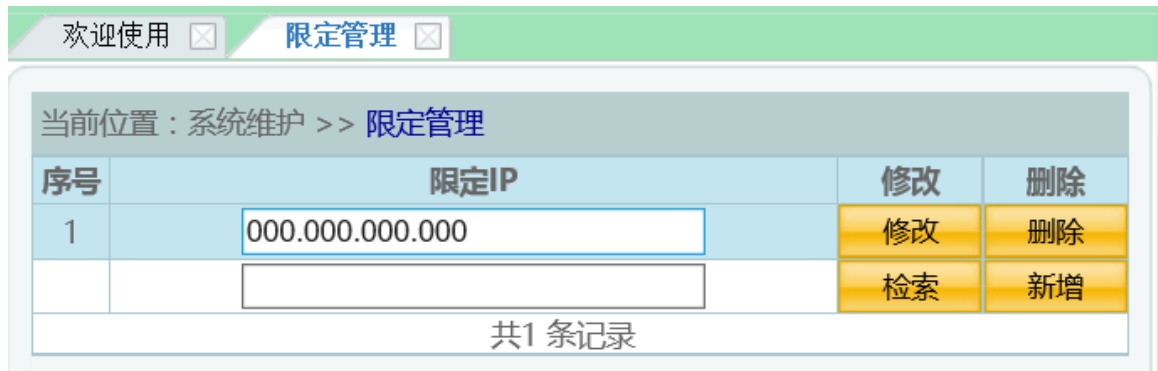 欢迎使用 限定管理
当前位置：系统维护 >> 限定管理
序号 限定IP 修改 删除
1 000.000.000.000 修改 删除
检索 新增
共1 条记录